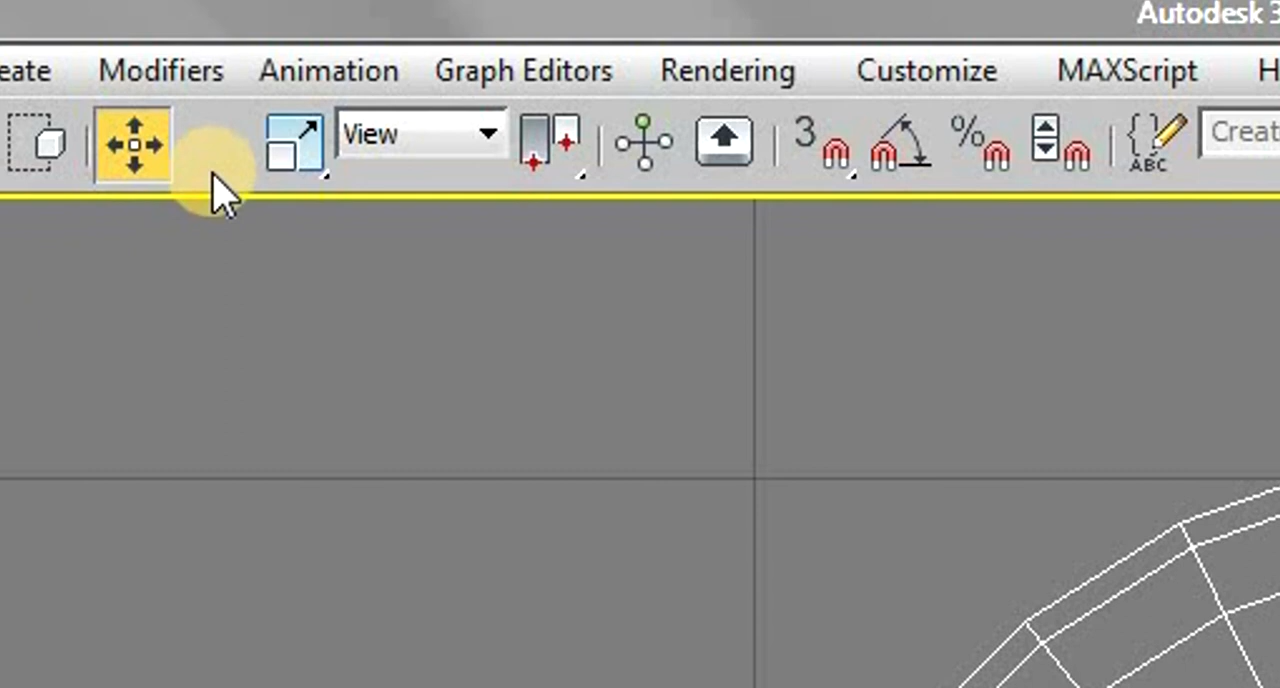 Autodesk 3
eate Modifiers Animation Graph Editors Rendering Customize MAXScript H
View 3 % { } ABC Creat